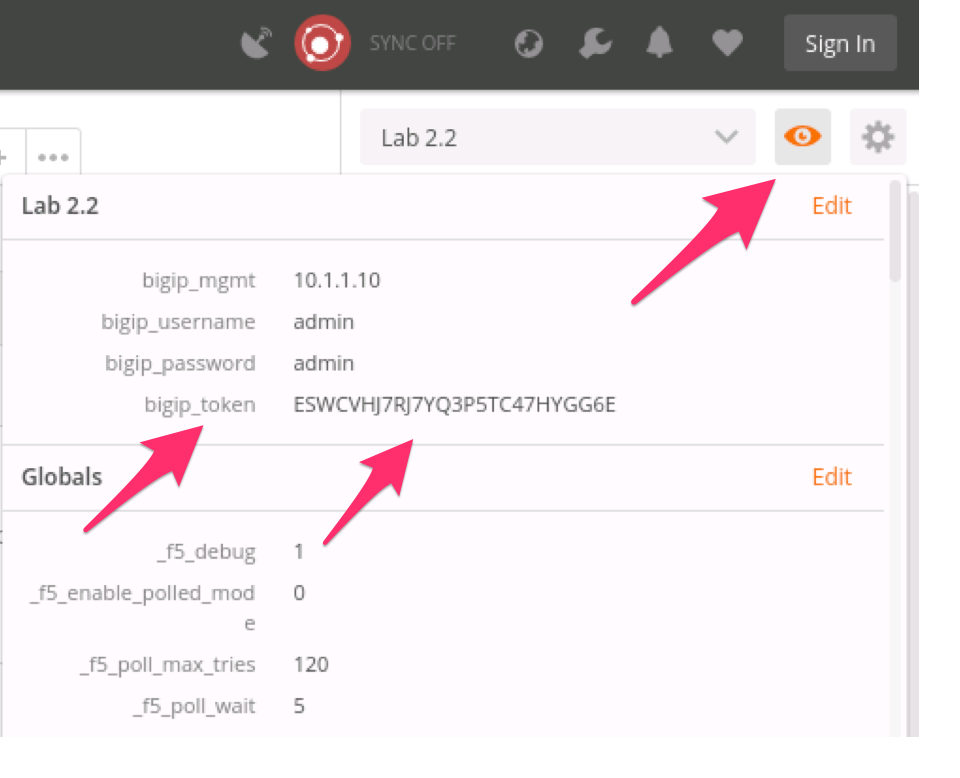 SYNC OFF Sign In
Lab 2.2
Lab 2.2 Edit
bigip_mgmt 10.1.1.10
bigip_username admin
bigip_password admin
bigip_token ESWCVHJ7RJ7YQ3P5TC47HYGG6E
Globals Edit
_f5_debug 1
_f5_enable_polled_mod 0
e
_f5_poll_max_tries 120
_f5_poll_wait 5